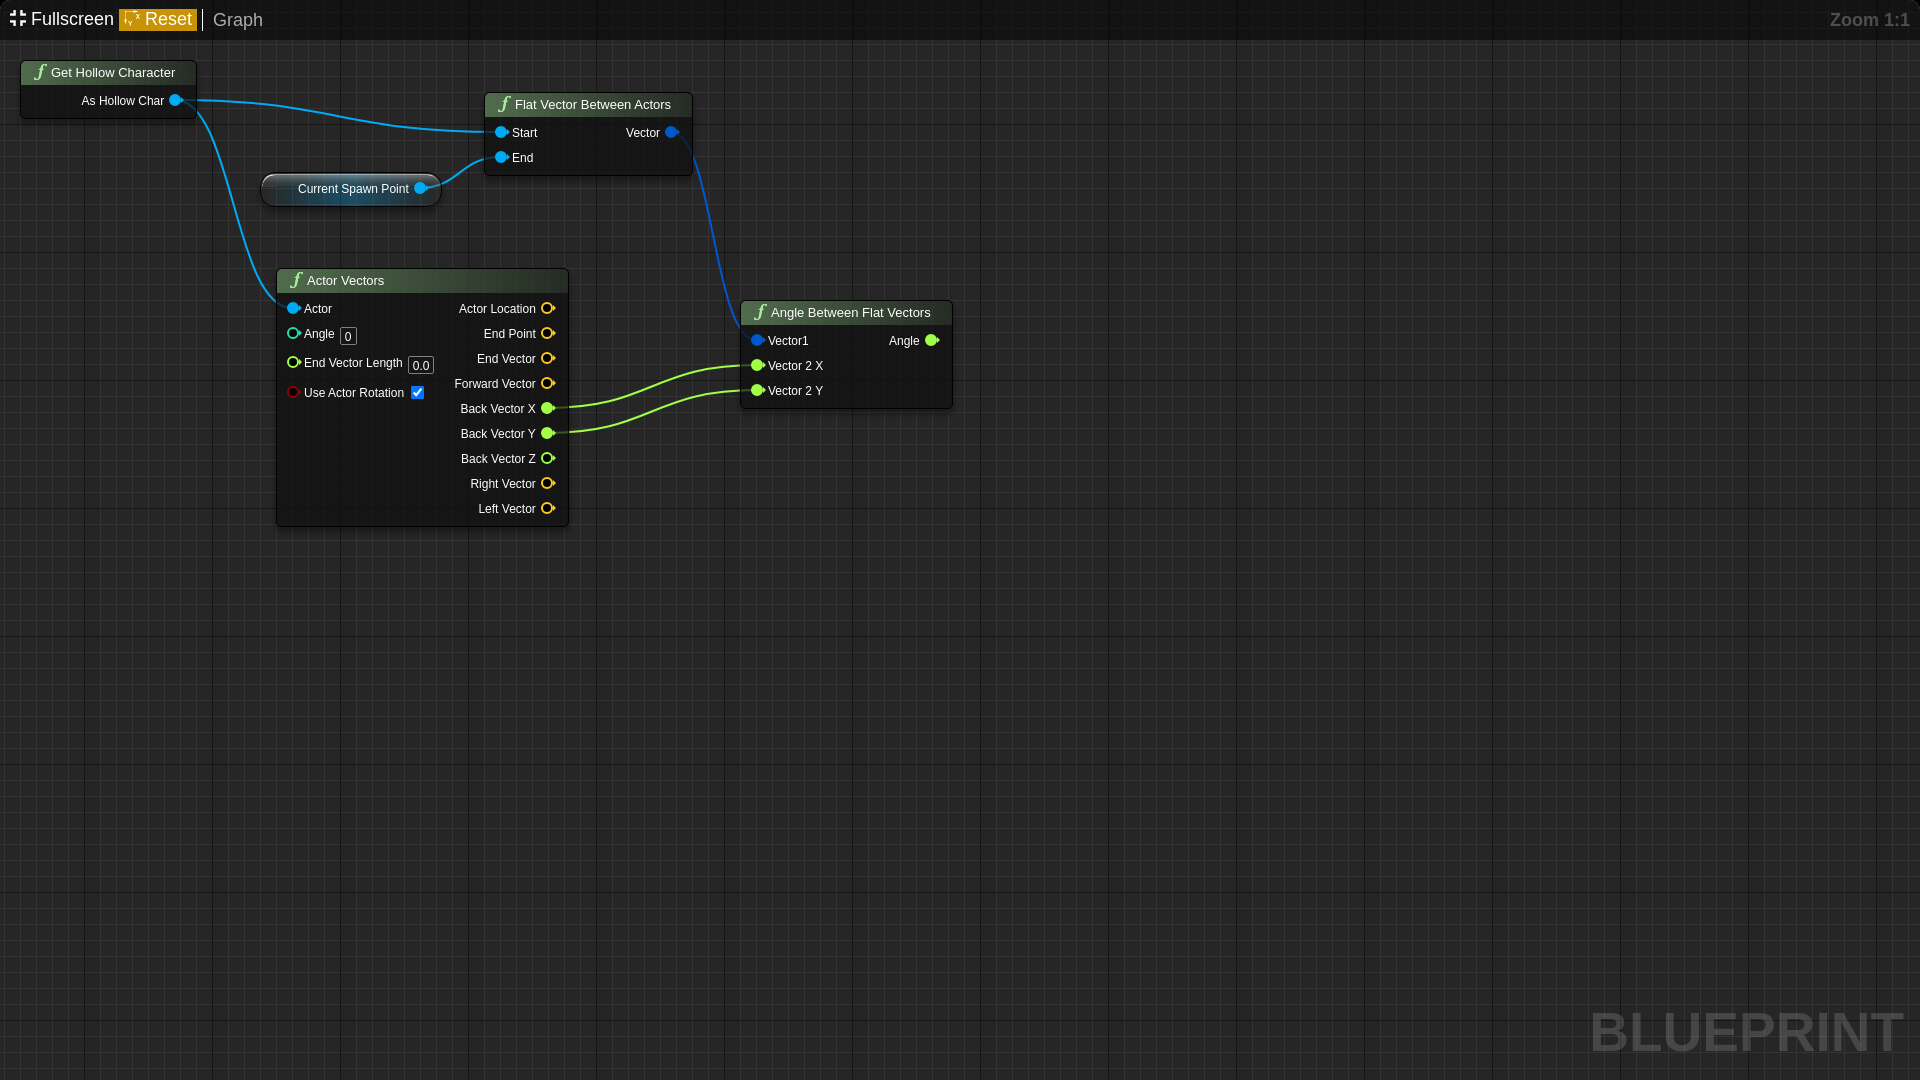 Fullscreen Reset Graph Zoom 1:1
Get Hollow Character
As Hollow Char
Flat Vector Between Actors
Start Vector
End
Current Spawn Point
Actor Vectors
Actor Actor Location
Angle 0 End Point
End Vector Length 0.0 End Vector
Use Actor Rotation Forward Vector
Back Vector X
Back Vector Y
Back Vector Z
Right Vector
Left Vector
Angle Between Flat Vectors
Vector1 Angle
Vector 2 X
Vector 2 Y
BLUEPRINT